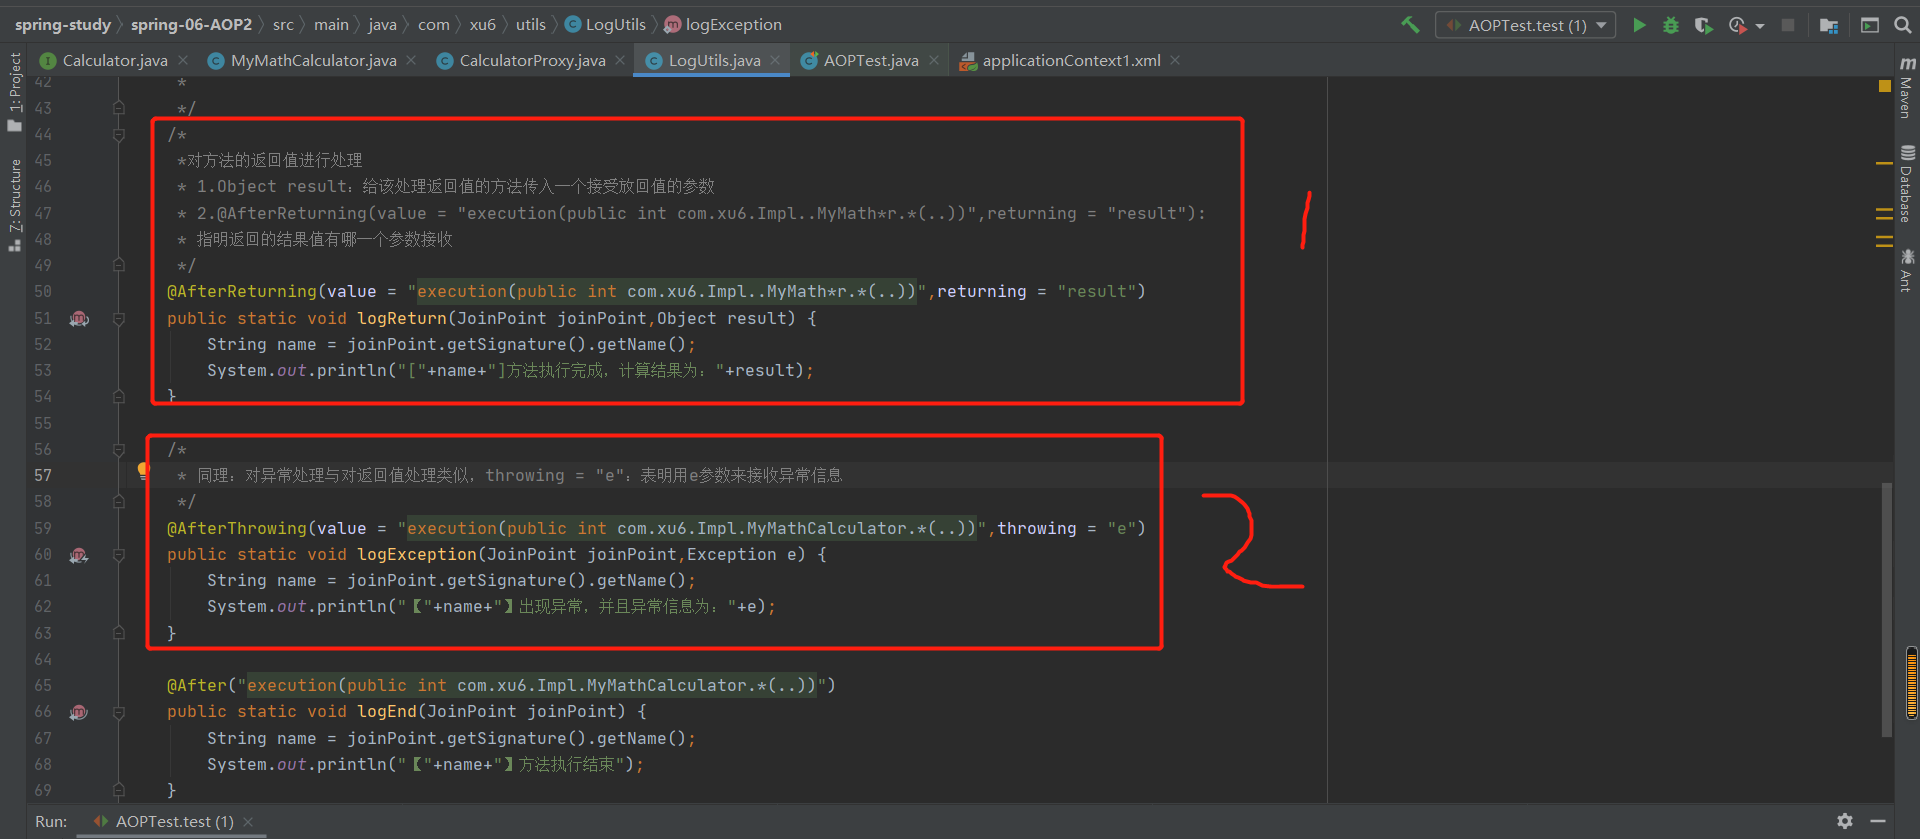 spring-study 〉 spring-06-AOP2 〉 src 〉 main 〉 java 〉 com 〉 xu6 〉 utils 〉 LogUtils 〉 logException
AOPTest.test (1)
Calculator.java MyMathCalculator.java CalculatorProxy.java LogUtils.java AOPTest.java applicationContext1.xml
1: Project
7: Structure
Maven
Database
Ant
42 *
43 */
44 /*
45 *对方法的返回值进行处理
46 * 1.Object result：给该处理返回值的方法传入一个接受放回值的参数
47 * 2.@AfterReturning(value = "execution(public int com.xu6.Impl..MyMath*r.*(..))",returning = "result"):
48 * 指明返回的结果值有哪一个参数接收
49 */
50 @AfterReturning(value = "execution(public int com.xu6.Impl..MyMath*r.*(..))",returning = "result")
51 public static void logReturn(JoinPoint joinPoint,Object result) {
52 String name = joinPoint.getSignature().getName();
53 System.out.println("["+name+"]方法执行完成，计算结果为："+result);
54 }
55
56 /*
57 * 同理：对异常处理与对返回值处理类似，throwing = "e"：表明用e参数来接收异常信息
58 */
59 @AfterThrowing(value = "execution(public int com.xu6.Impl.MyMathCalculator.*(..))",throwing = "e")
60 public static void logException(JoinPoint joinPoint,Exception e) {
61 String name = joinPoint.getSignature().getName();
62 System.out.println("【"+name+"】出现异常，并且异常信息为："+e);
63 }
64
65 @After("execution(public int com.xu6.Impl.MyMathCalculator.*(..))")
66 public static void logEnd(JoinPoint joinPoint) {
67 String name = joinPoint.getSignature().getName();
68 System.out.println("【"+name+"】方法执行结束");
69 }
1
2
Run: AOPTest.test (1)